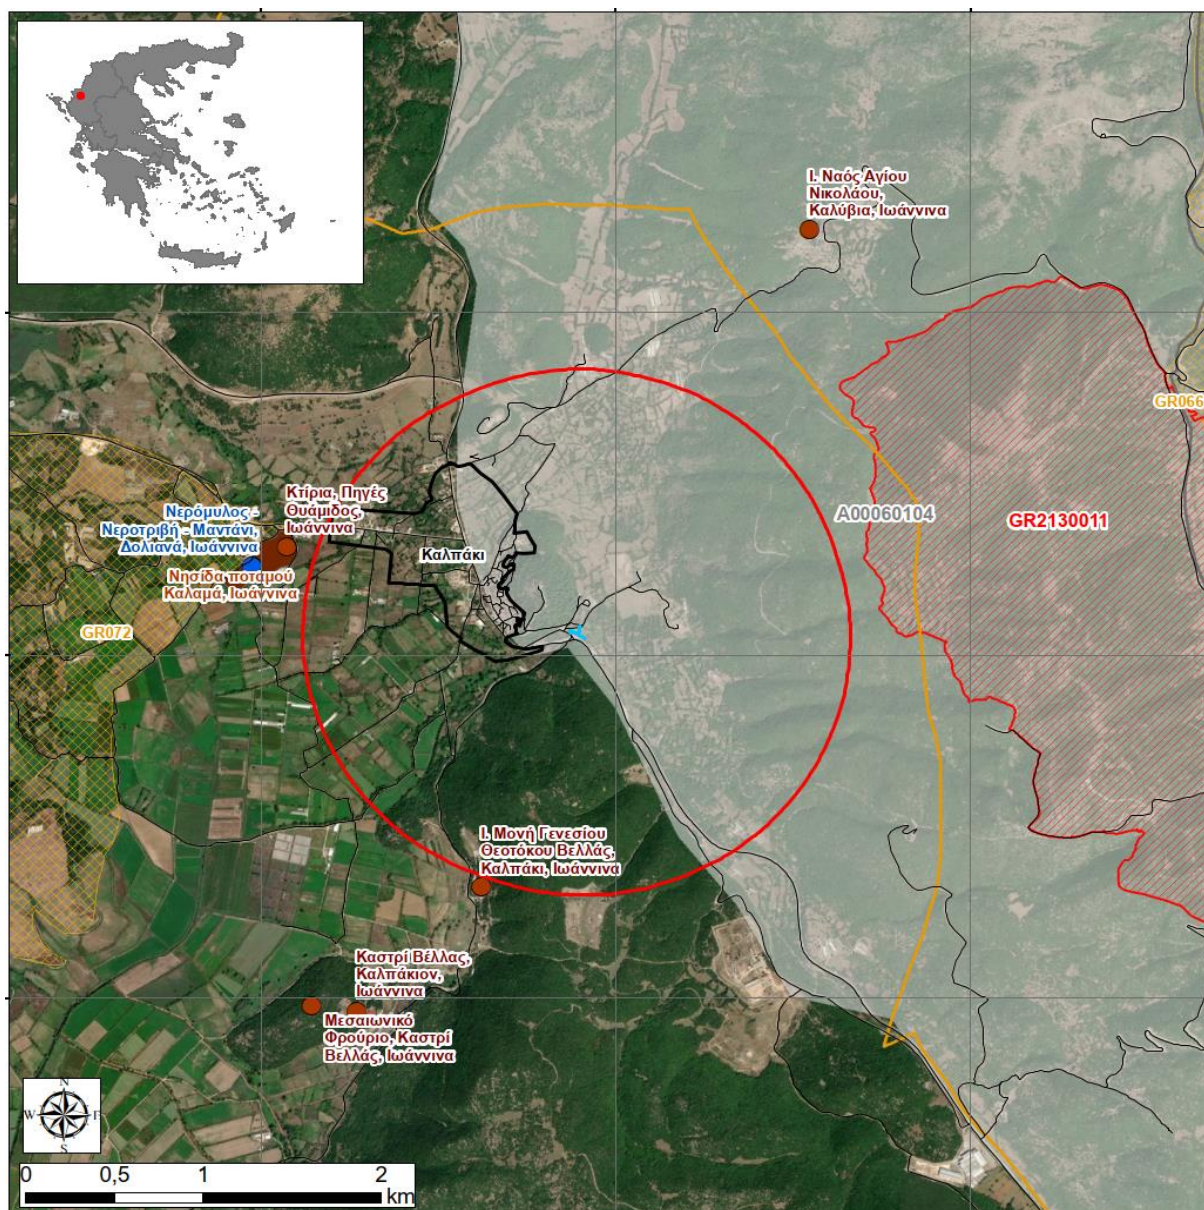 Ι. Ναός Αγίου
Νικολάου,
Καλύβια, Ιωάννινα
GR066
Κτίρια, Πηγές
Θυάμιδος,
Ιωάννινα
Νερόμυλος -
Νεροτριβή - Μαντάνι,
Δολιανά, Ιωάννινα
Νησίδα ποταμού
Καλαμά, Ιωάννινα
Καλπάκι
A00060104
GR2130011
GR072
Ι. Μονή Γενεσίου
Θεοτόκου Βελλάς,
Καλπάκι, Ιωάννινα
Καστρί Βέλλας,
Καλπάκιον,
Ιωάννινα
Μεσαιωνικό
Φρούριο, Καστρί
Βελλάς, Ιωάννινα
N
W E
S
0 0,5 1 2
km